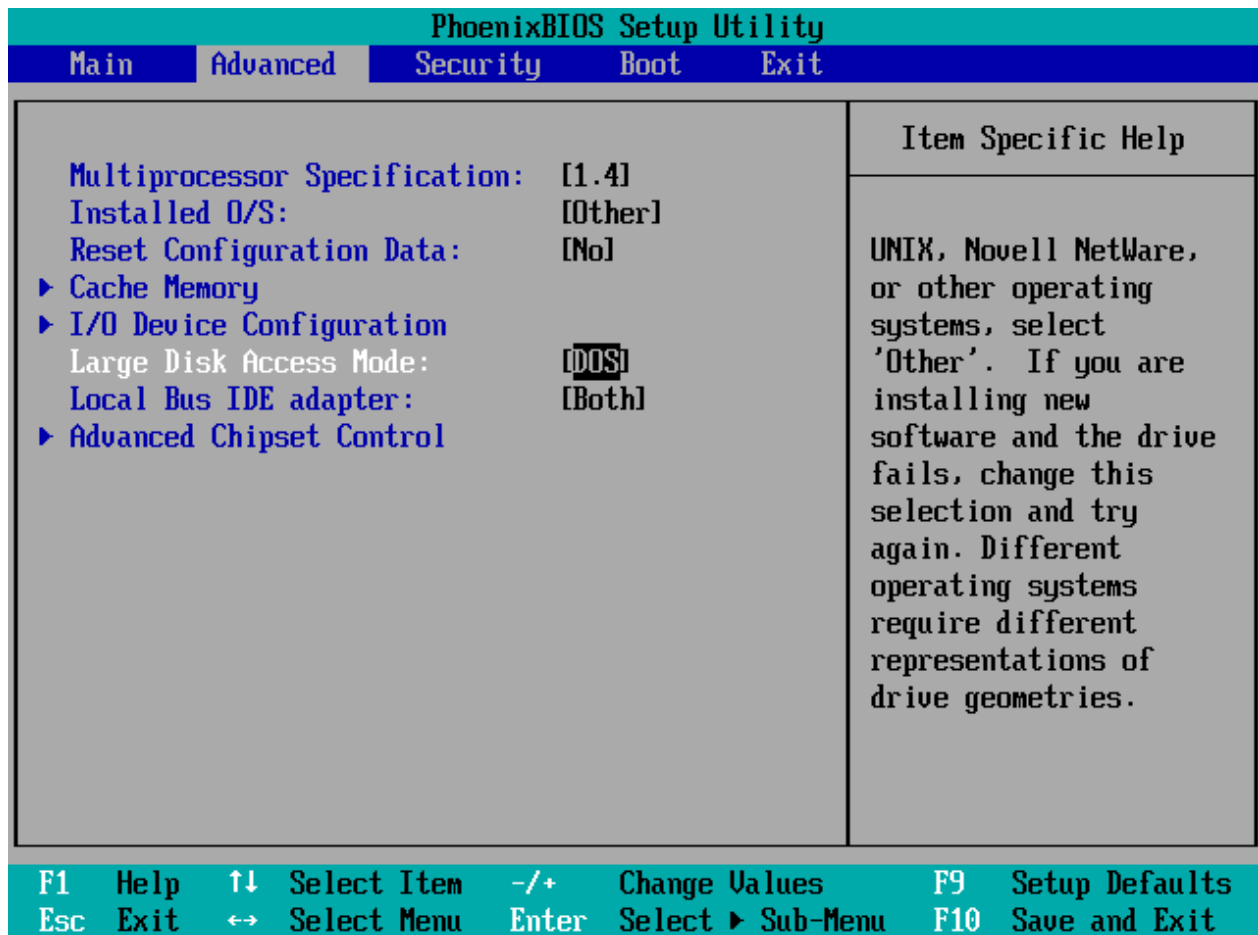 PhoenixBIOS Setup Utility
Main Advanced Security Boot Exit
Multiprocessor Specification: [1.4]
Installed O/S: [Other]
Reset Configuration Data: [No]
▶ Cache Memory
▶ I/O Device Configuration
Large Disk Access Mode: [DOS]
Local Bus IDE adapter: [Both]
▶ Advanced Chipset Control
Item Specific Help
UNIX, Novell NetWare,
or other operating
systems, select
'Other'. If you are
installing new
software and the drive
fails, change this
selection and try
again. Different
operating systems
require different
representations of
drive geometries.
F1 Help ↑↓ Select Item -/+ Change Values F9 Setup Defaults
Esc Exit ↔ Select Menu Enter Select ▶ Sub-Menu F10 Save and Exit